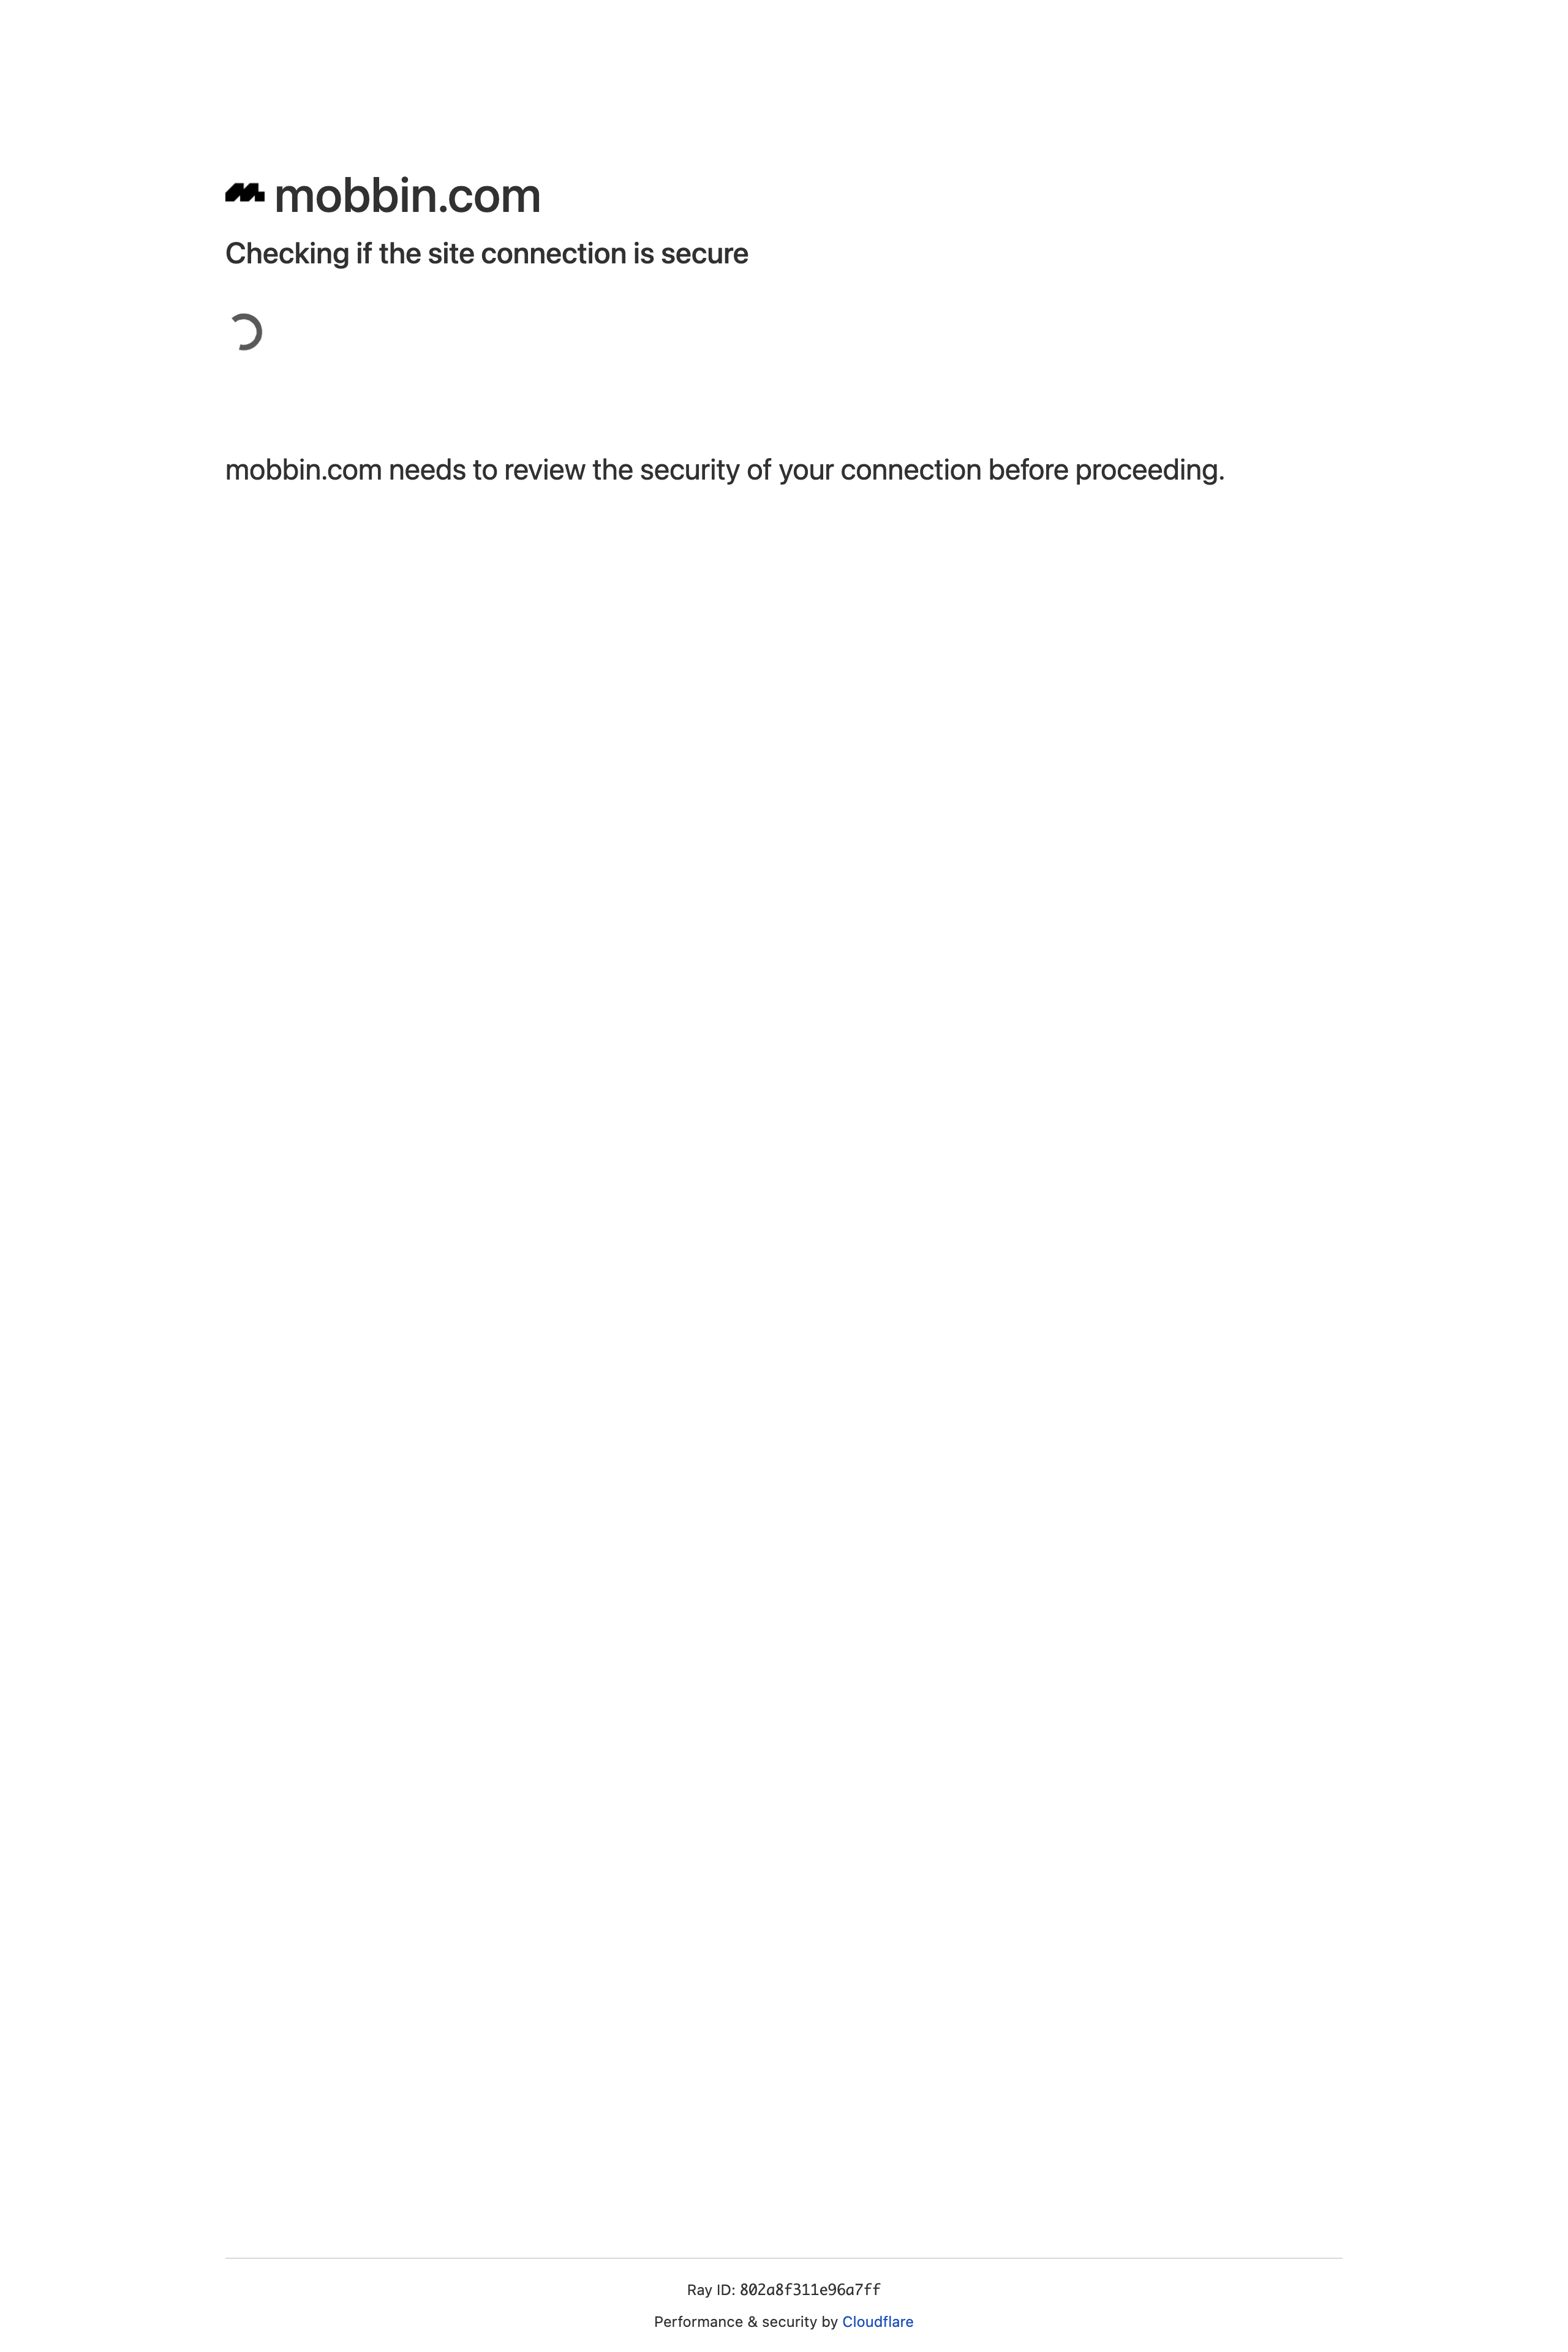 mobbin.com
Checking if the site connection is secure
mobbin.com needs to review the security of your connection before proceeding.
Ray ID: 802a8f311e96a7ff
Performance & security by Cloudflare